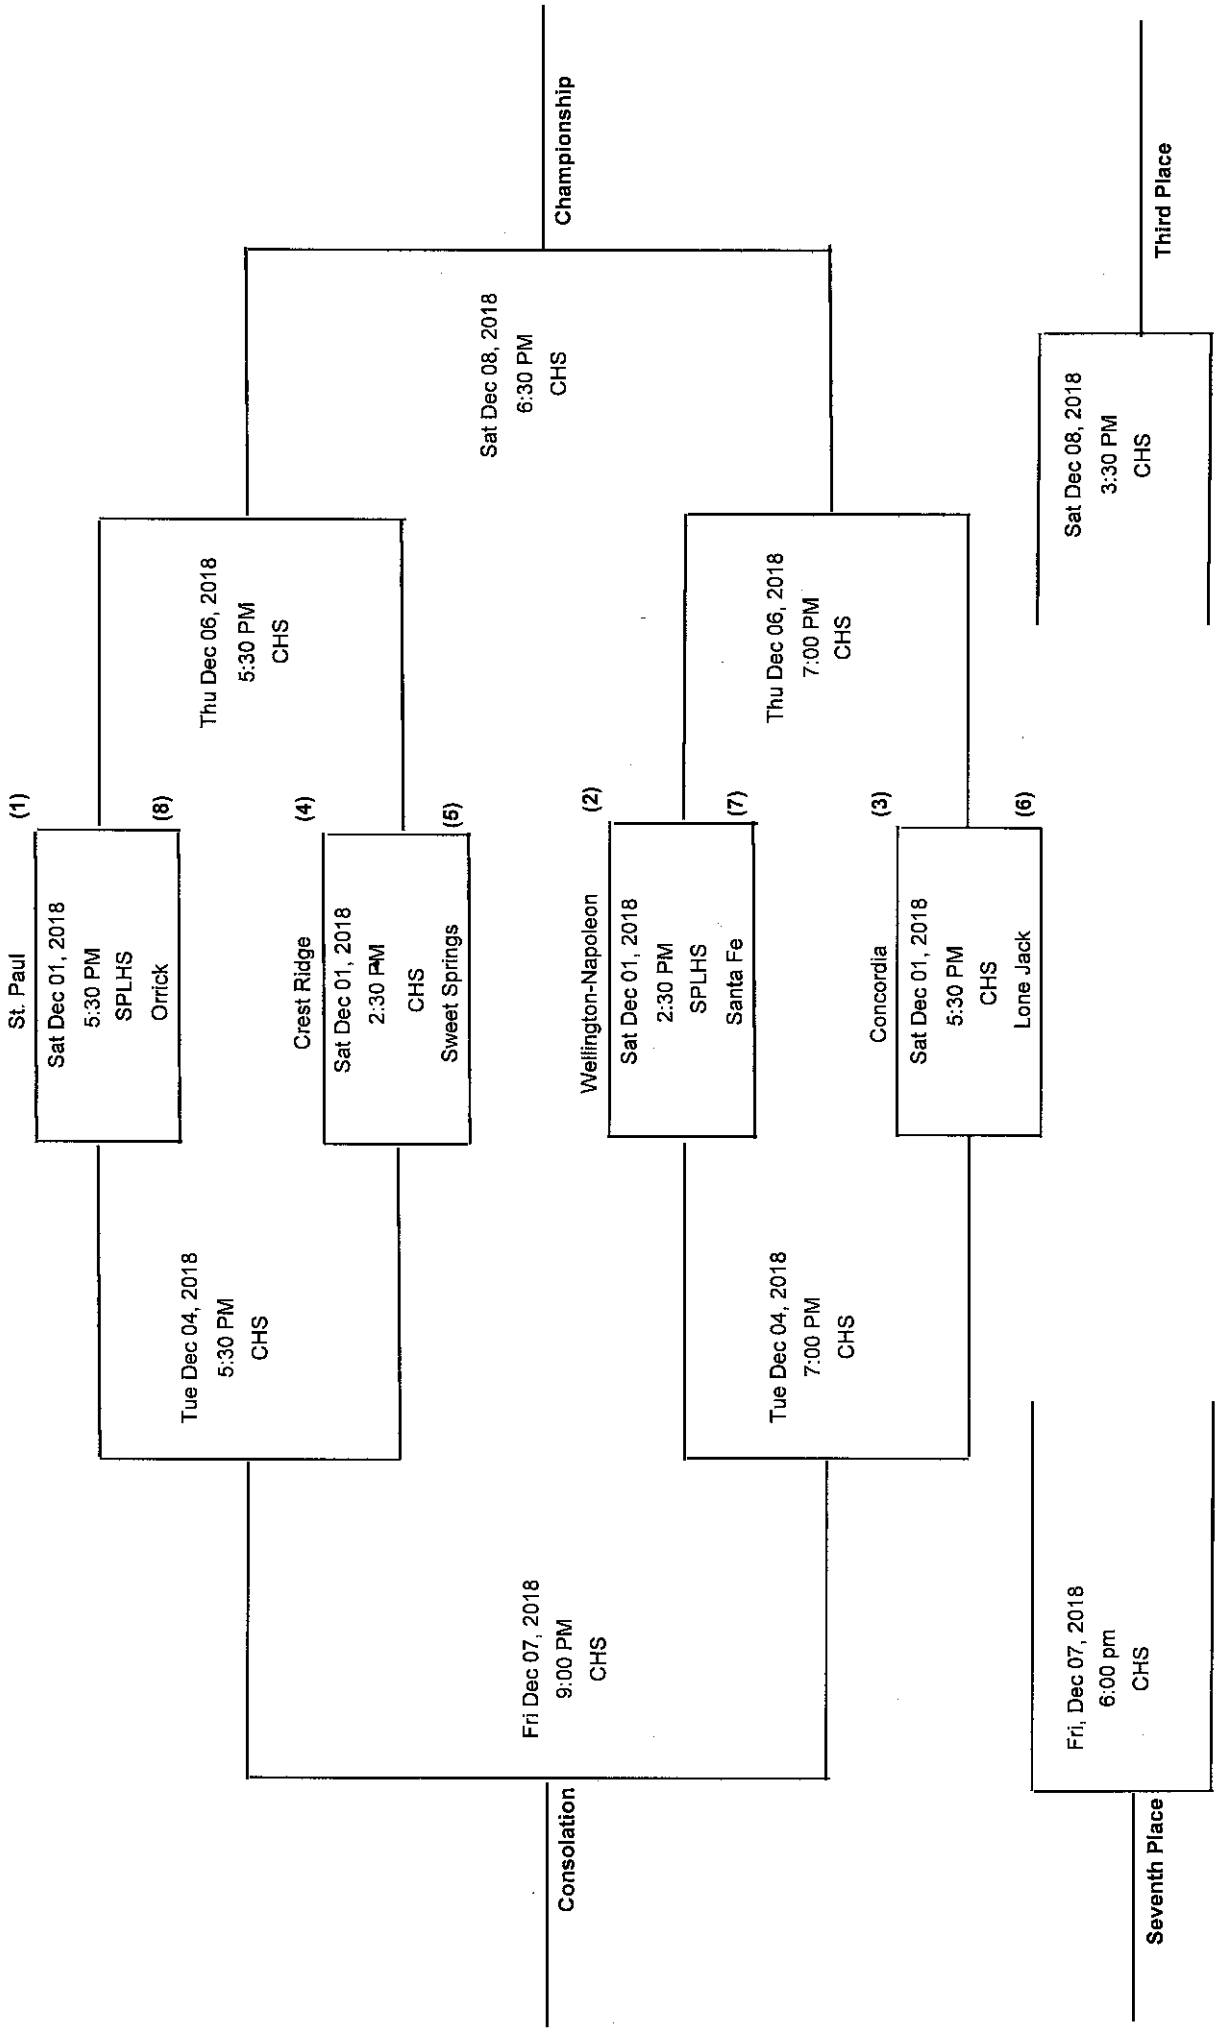 St. Paul
(1)
Sat Dec 01, 2018
5:30 PM
SPLHS
Orrick
(8)
Thu Dec 06, 2018
5:30 PM
CHS
Tue Dec 04, 2018
5:30 PM
CHS
Crest Ridge
(4)
Sat Dec 01, 2018
2:30 PM
CHS
Sweet Springs
(5)
Sat Dec 08, 2018
6:30 PM
CHS
Championship
Fri Dec 07, 2018
9:00 PM
CHS
Consolation
Wellington-Napoleon
(2)
Sat Dec 01, 2018
2:30 PM
SPLHS
Santa Fe
(7)
Thu Dec 06, 2018
7:00 PM
CHS
Tue Dec 04, 2018
7:00 PM
CHS
Concordia
(3)
Sat Dec 01, 2018
5:30 PM
CHS
Lone Jack
(6)
Fri, Dec 07, 2018
6:00 pm
CHS
Seventh Place
Sat Dec 08, 2018
3:30 PM
CHS
Third Place